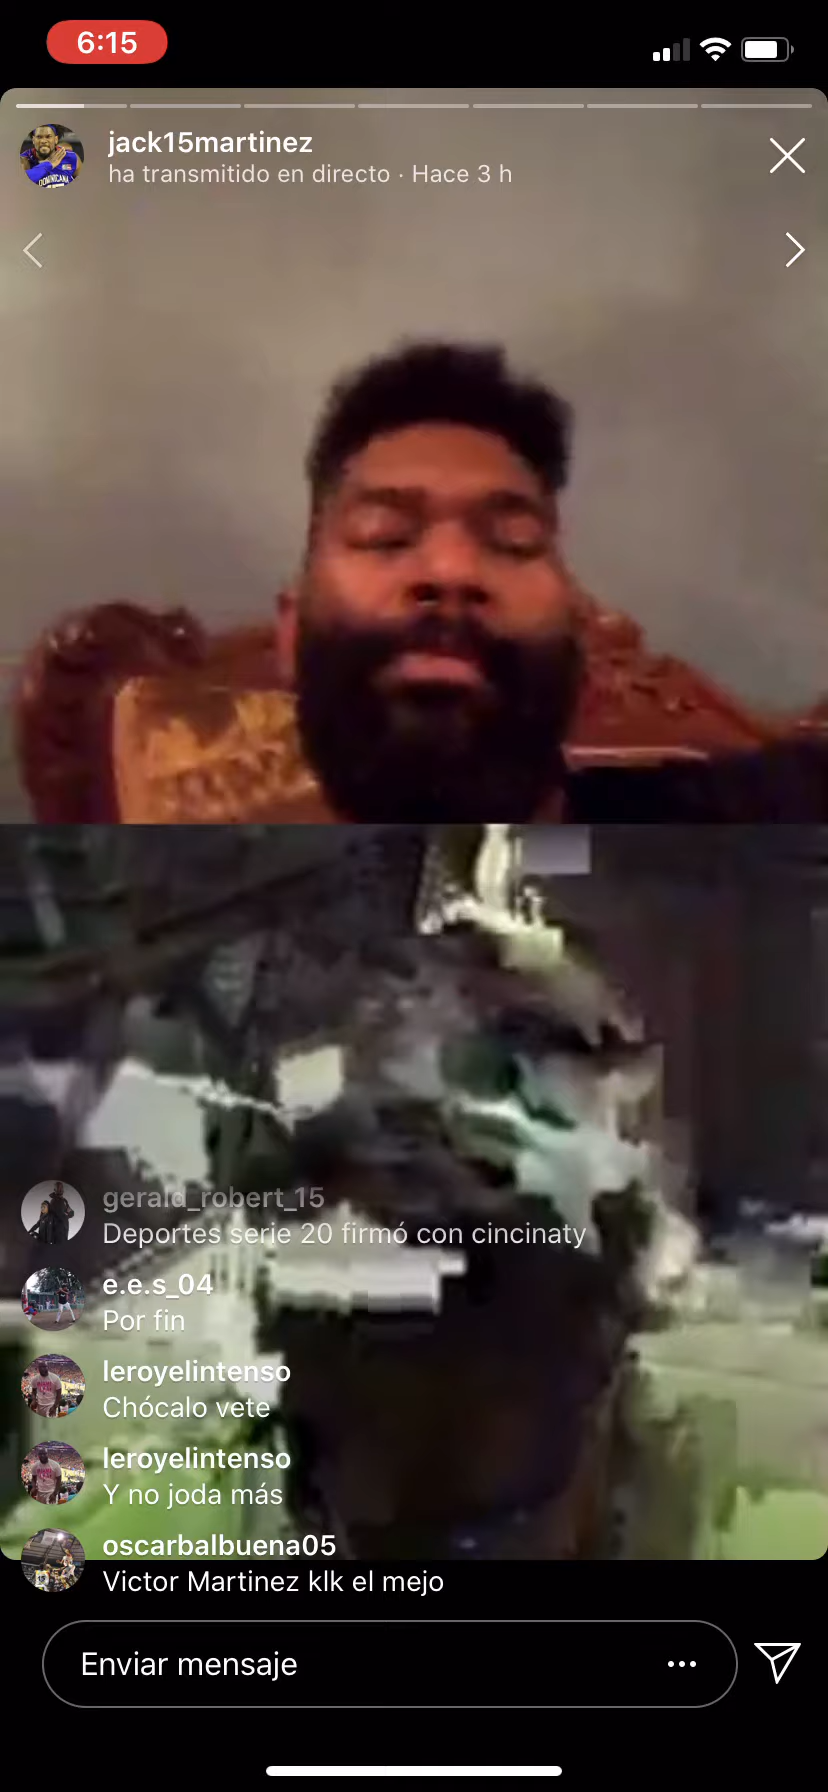 6:15
jack15martinez
ha transmitido en directo · Hace 3 h
gerald_robert_15
Deportes serie 20 firmó con cincinaty
e.e.s_04
Por fin
leroyelintenso
Chócalo vete
leroyelintenso
Y no joda más
oscarbalbuena05
Victor Martinez klk el mejo
Enviar mensaje